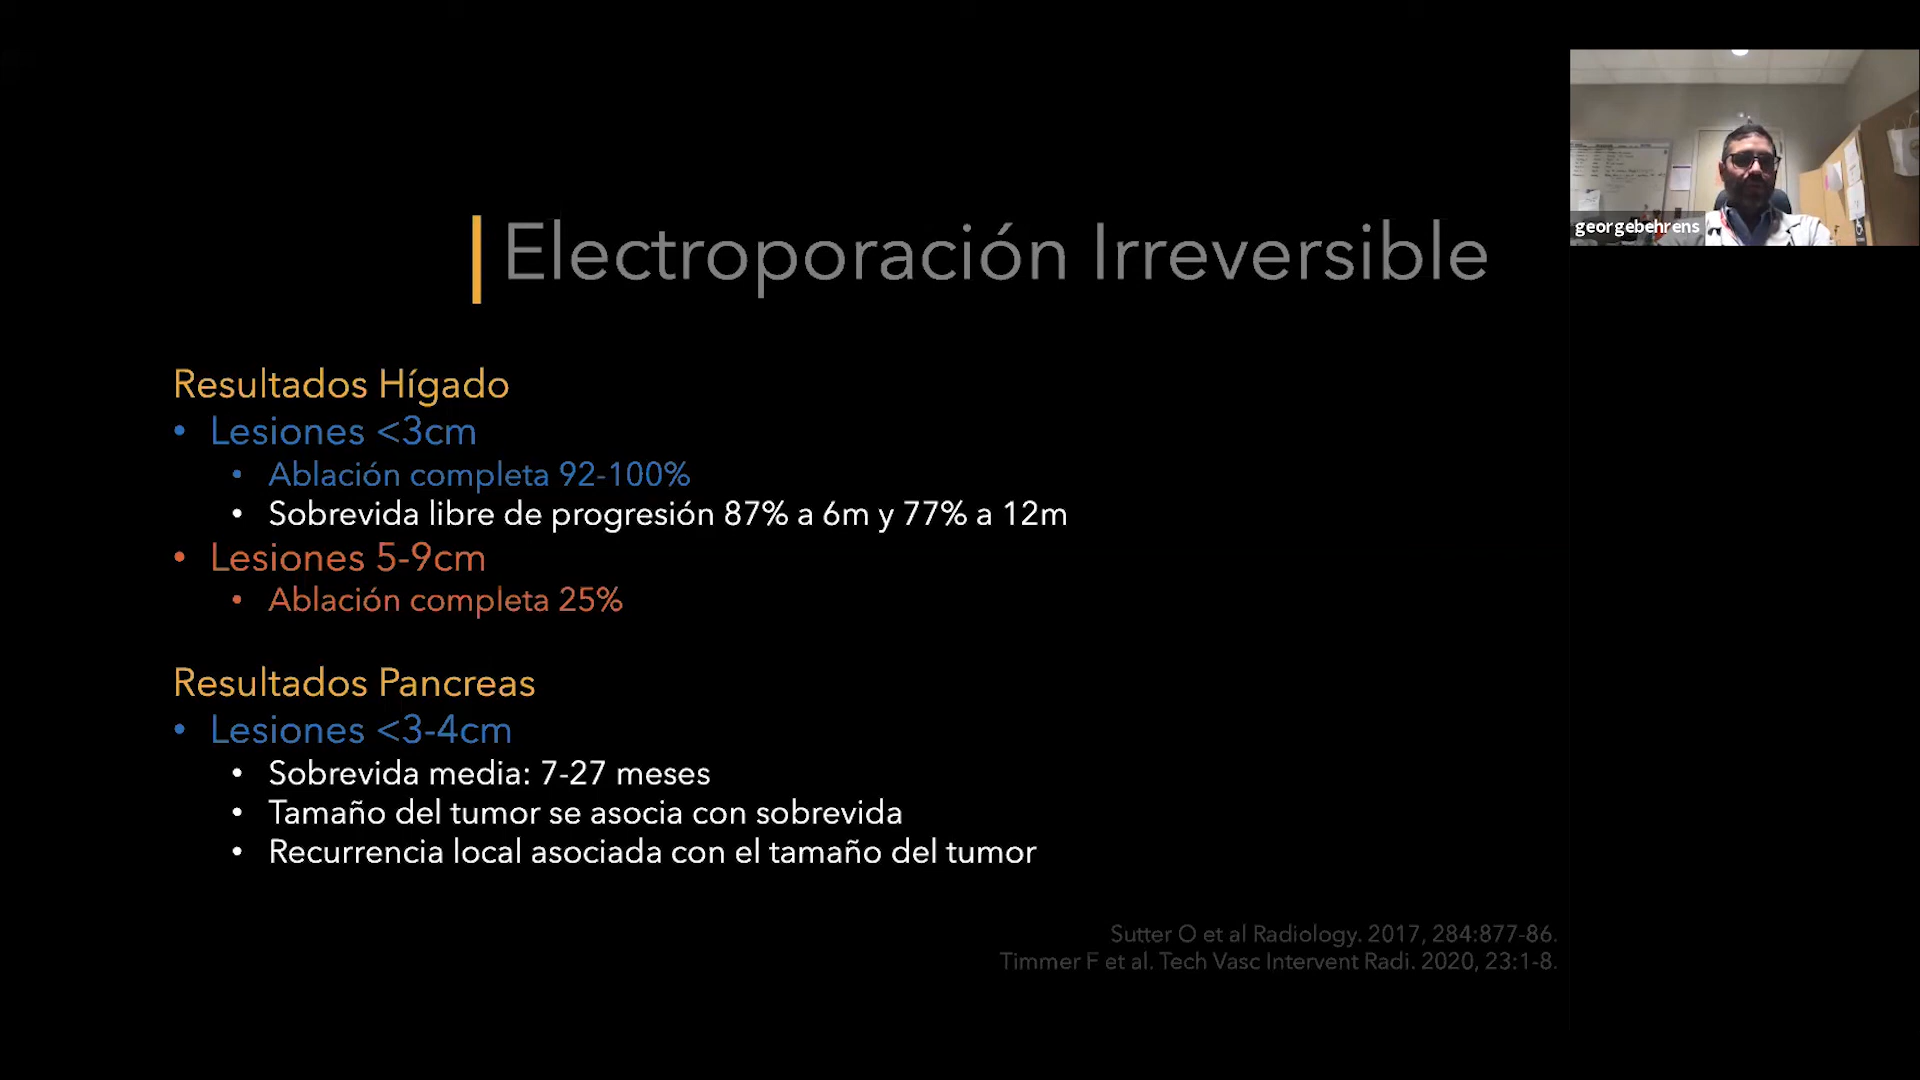 Electroporación Irreversible
georgebehrens
Resultados Hígado
• Lesiones <3cm
• Ablación completa 92-100%
• Sobrevida libre de progresión 87% a 6m y 77% a 12m
• Lesiones 5-9cm
• Ablación completa 25%
Resultados Pancreas
• Lesiones <3-4cm
• Sobrevida media: 7-27 meses
• Tamaño del tumor se asocia con sobrevida
• Recurrencia local asociada con el tamaño del tumor
Sutter O et al Radiology. 2017, 284:877-86.
Timmer F et al. Tech Vasc Intervent Radi. 2020, 23:1-8.